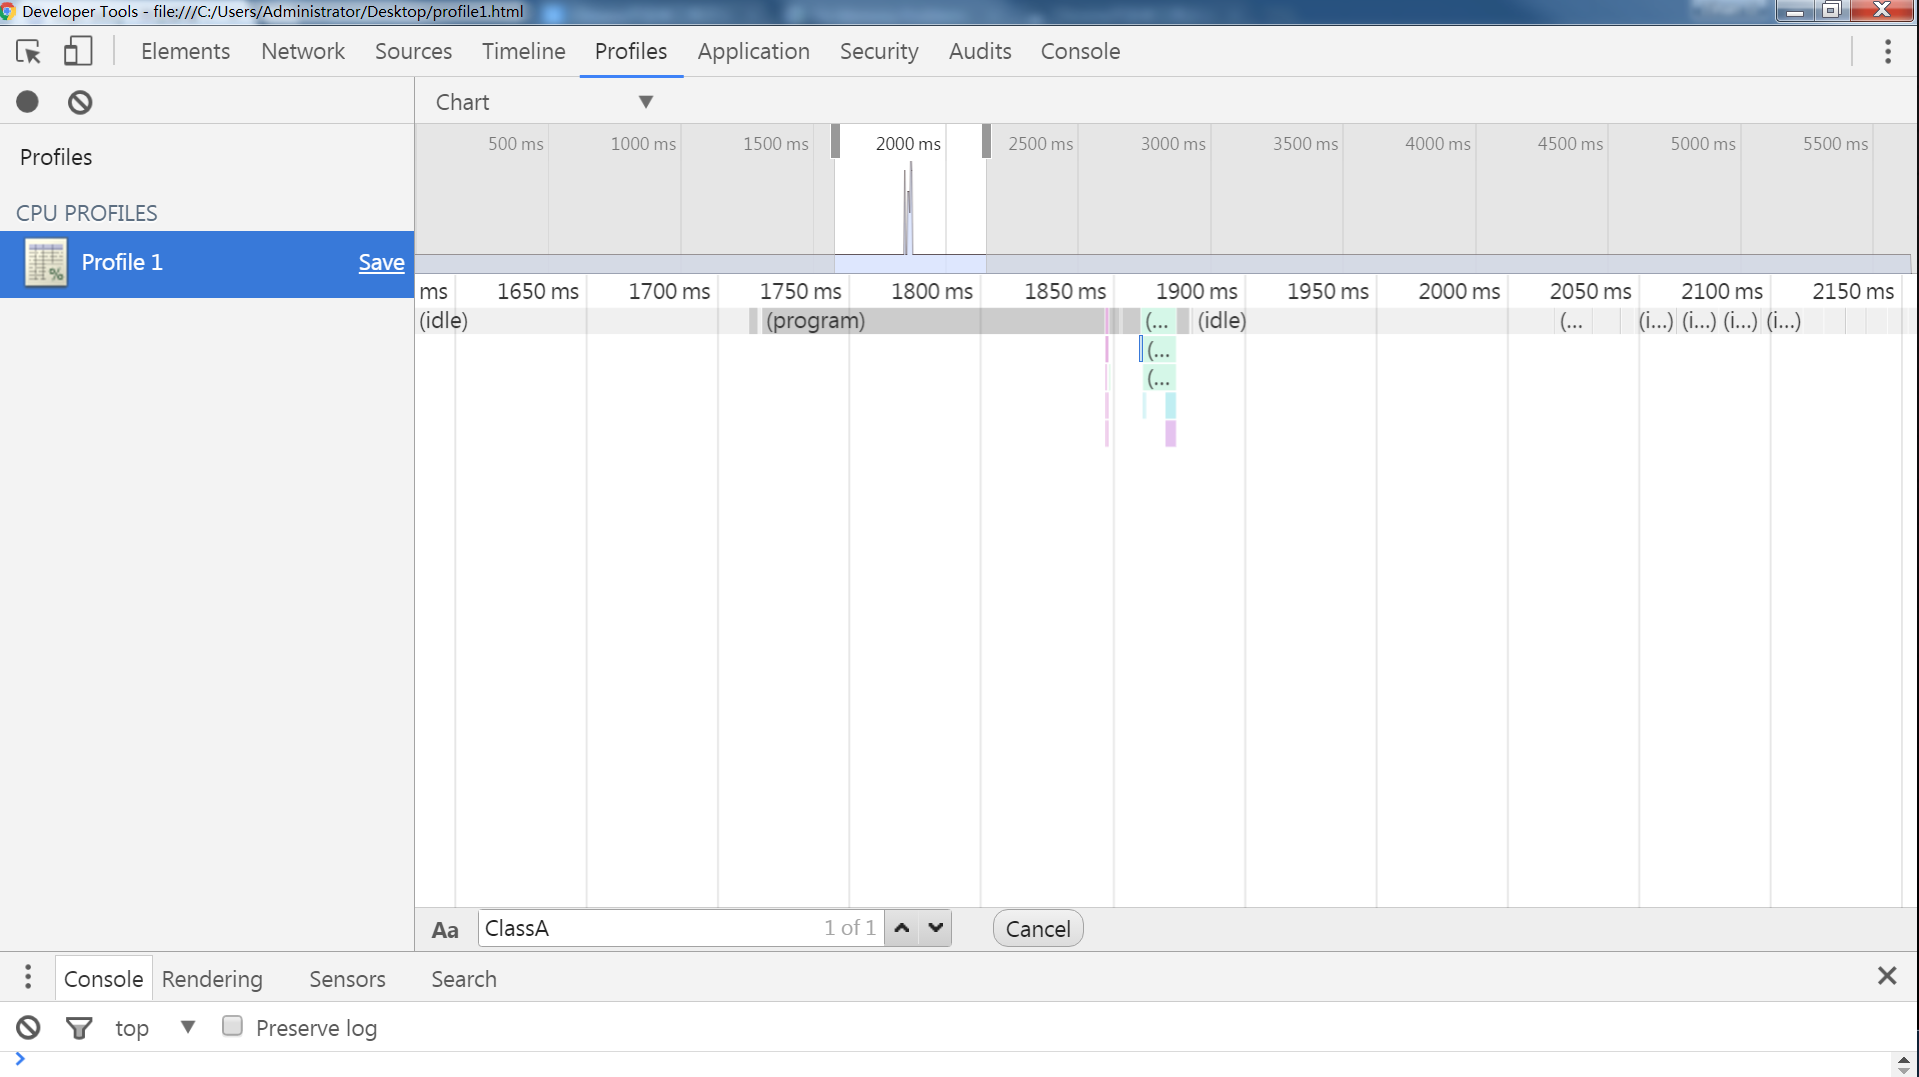 Developer Tools - file:///C:/Users/Administrator/Desktop/profile1.html
Elements Network Sources Timeline Profiles Application Security Audits Console
Chart
Profiles
CPU PROFILES
Profile 1 Save
500 ms 1000 ms 1500 ms 2000 ms 2500 ms 3000 ms 3500 ms 4000 ms 4500 ms 5000 ms 5500 ms
ms 1650 ms 1700 ms 1750 ms 1800 ms 1850 ms 1900 ms 1950 ms 2000 ms 2050 ms 2100 ms 2150 ms
(idle) (program) (... (idle) (... (i...) (i...) (i...) (i...)
(...
(...
Aa ClassA 1 of 1 Cancel
Console Rendering Sensors Search
top Preserve log